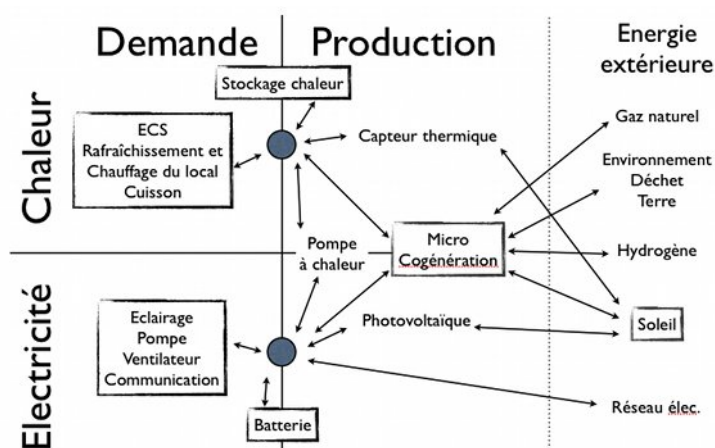 Demande
Production
Energie
extérieure
Chaleur
Stockage chaleur
ECS
Rafraîchissement et
Chauffage du local
Cuisson
Capteur thermique
Gaz naturel
Environnement
Déchet
Terre
Pompe
à chaleur
Micro
Cogénération
Hydrogène
Electricité
Eclairage
Pompe
Ventilateur
Communication
Photovoltaïque
Soleil
Réseau élec.
Batterie